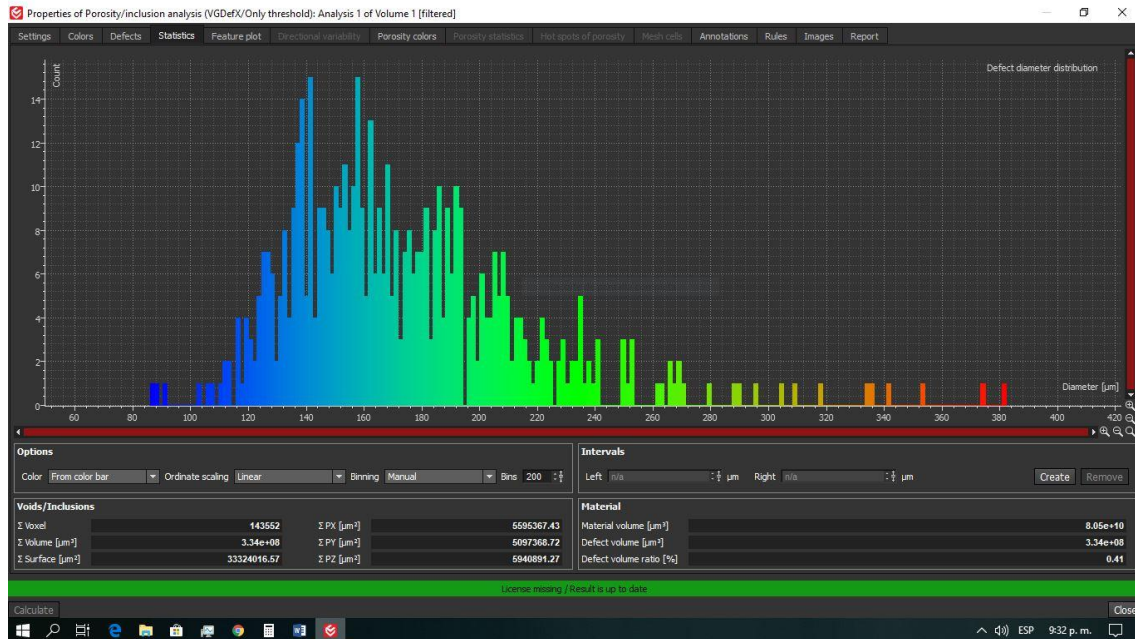 Properties of Porosity/inclusion analysis (VGDefX/Only threshold): Analysis 1 of Volume 1 [filtered]
Settings Colors Defects Statistics Feature plot Directional variability Porosity colors Porosity statistics Hot spots of porosity Mesh cells Annotations Rules Images Report
Count
Defect diameter distribution
14
12
10
8
6
4
2
0
Diameter [µm]
60 80 100 120 140 160 180 200 220 240 260 280 300 320 340 360 380 400 420
Options
Color From color bar Ordinate scaling Linear Binning Manual Bins 200
Intervals
Left n/a µm Right n/a µm Create Remove
Voids/Inclusions
Σ Voxel 143552 Σ PX [µm²] 5595367.43
Σ Volume [µm³] 3.34e+08 Σ PY [µm²] 5097368.72
Σ Surface [µm²] 33324016.57 Σ PZ [µm²] 5940891.27
Material
Material volume [µm³] 8.05e+10
Defect volume [µm³] 3.34e+08
Defect volume ratio [%] 0.41
License missing / Result is up to date
Calculate Close
ESP 9:32 p. m.